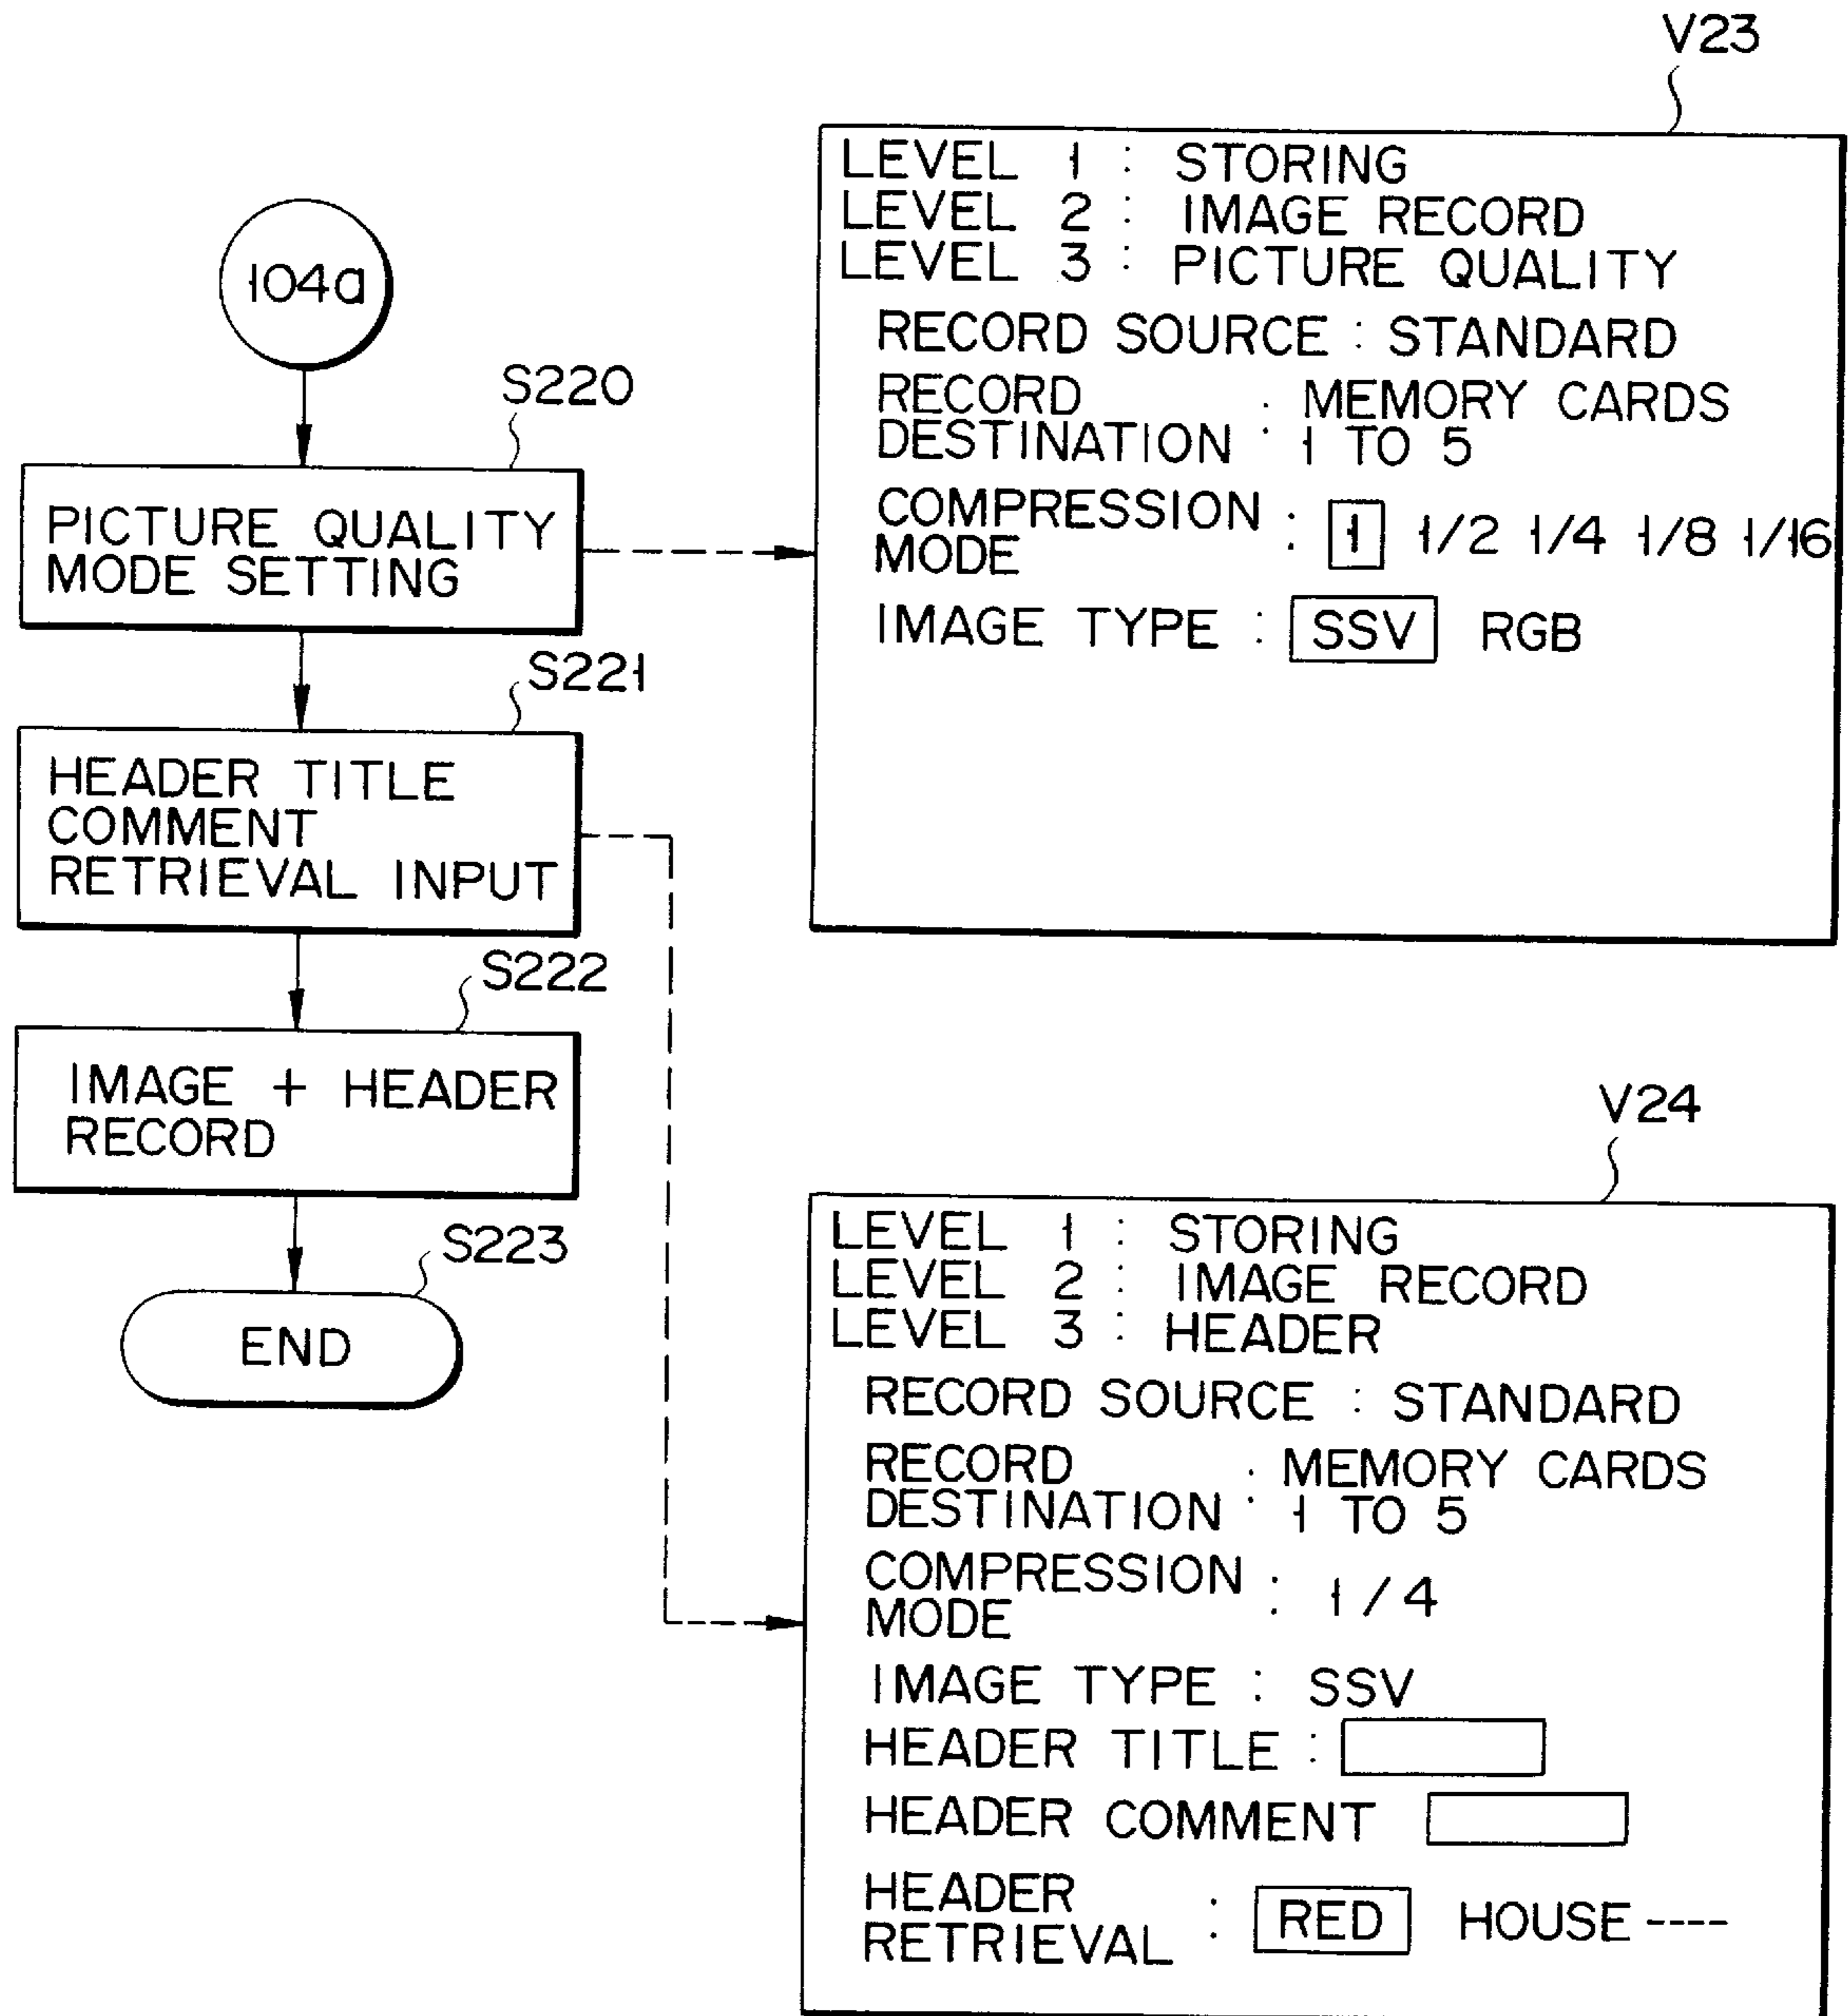 104a
S220
PICTURE QUALITY
MODE SETTING
S221
HEADER TITLE
COMMENT
RETRIEVAL INPUT
S222
IMAGE + HEADER
RECORD
S223
END
V23
LEVEL 1 : STORING
LEVEL 2 : IMAGE RECORD
LEVEL 3 : PICTURE QUALITY
RECORD SOURCE : STANDARD
RECORD DESTINATION : MEMORY CARDS
1 TO 5
COMPRESSION MODE : 1 1/2 1/4 1/8 1/16
IMAGE TYPE : SSV RGB
V24
LEVEL 1 : STORING
LEVEL 2 : IMAGE RECORD
LEVEL 3 : HEADER
RECORD SOURCE : STANDARD
RECORD DESTINATION : MEMORY CARDS
1 TO 5
COMPRESSION MODE : 1/4
IMAGE TYPE : SSV
HEADER TITLE :
HEADER COMMENT
HEADER RETRIEVAL : RED HOUSE ----